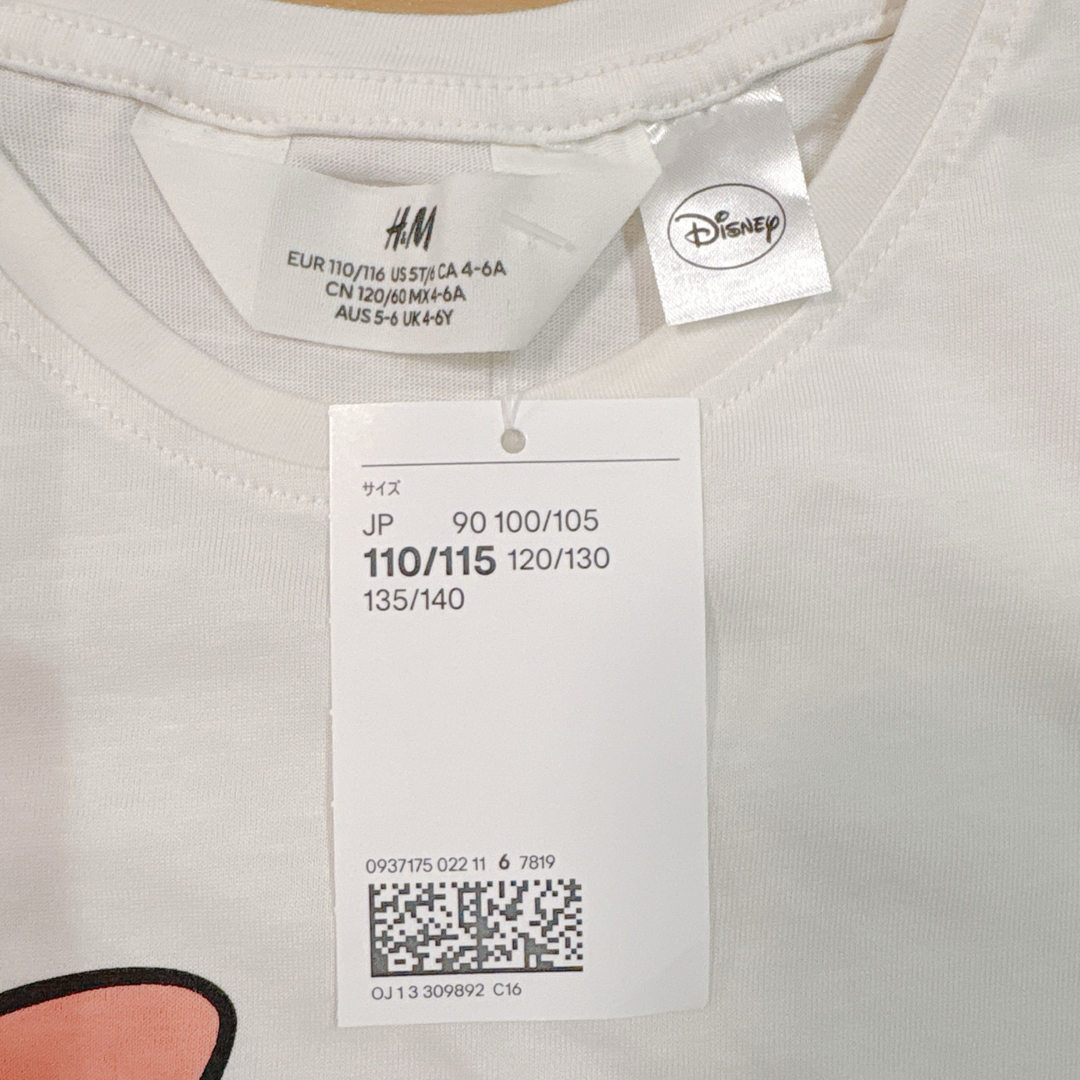 H&M
EUR 110/116 US 5T/6 CA 4-6A
CN 120/60 MX 4-6A
AUS 5-6 UK 4-6Y
Disney
サイズ
JP 90 100/105
110/115 120/130
135/140
0937175 022 11 6 7819
OJ 1 3 309892 C16